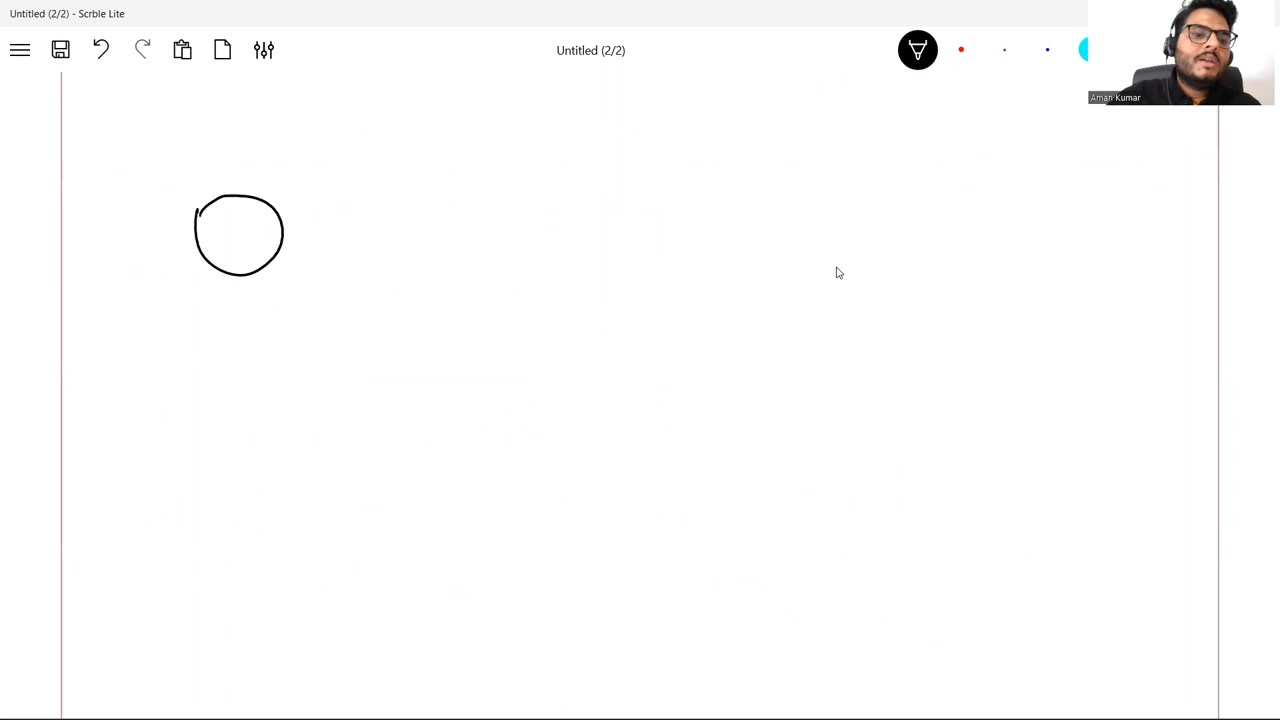 Untitled (2/2) - Scrble Lite
Untitled (2/2)
Aman Kumar